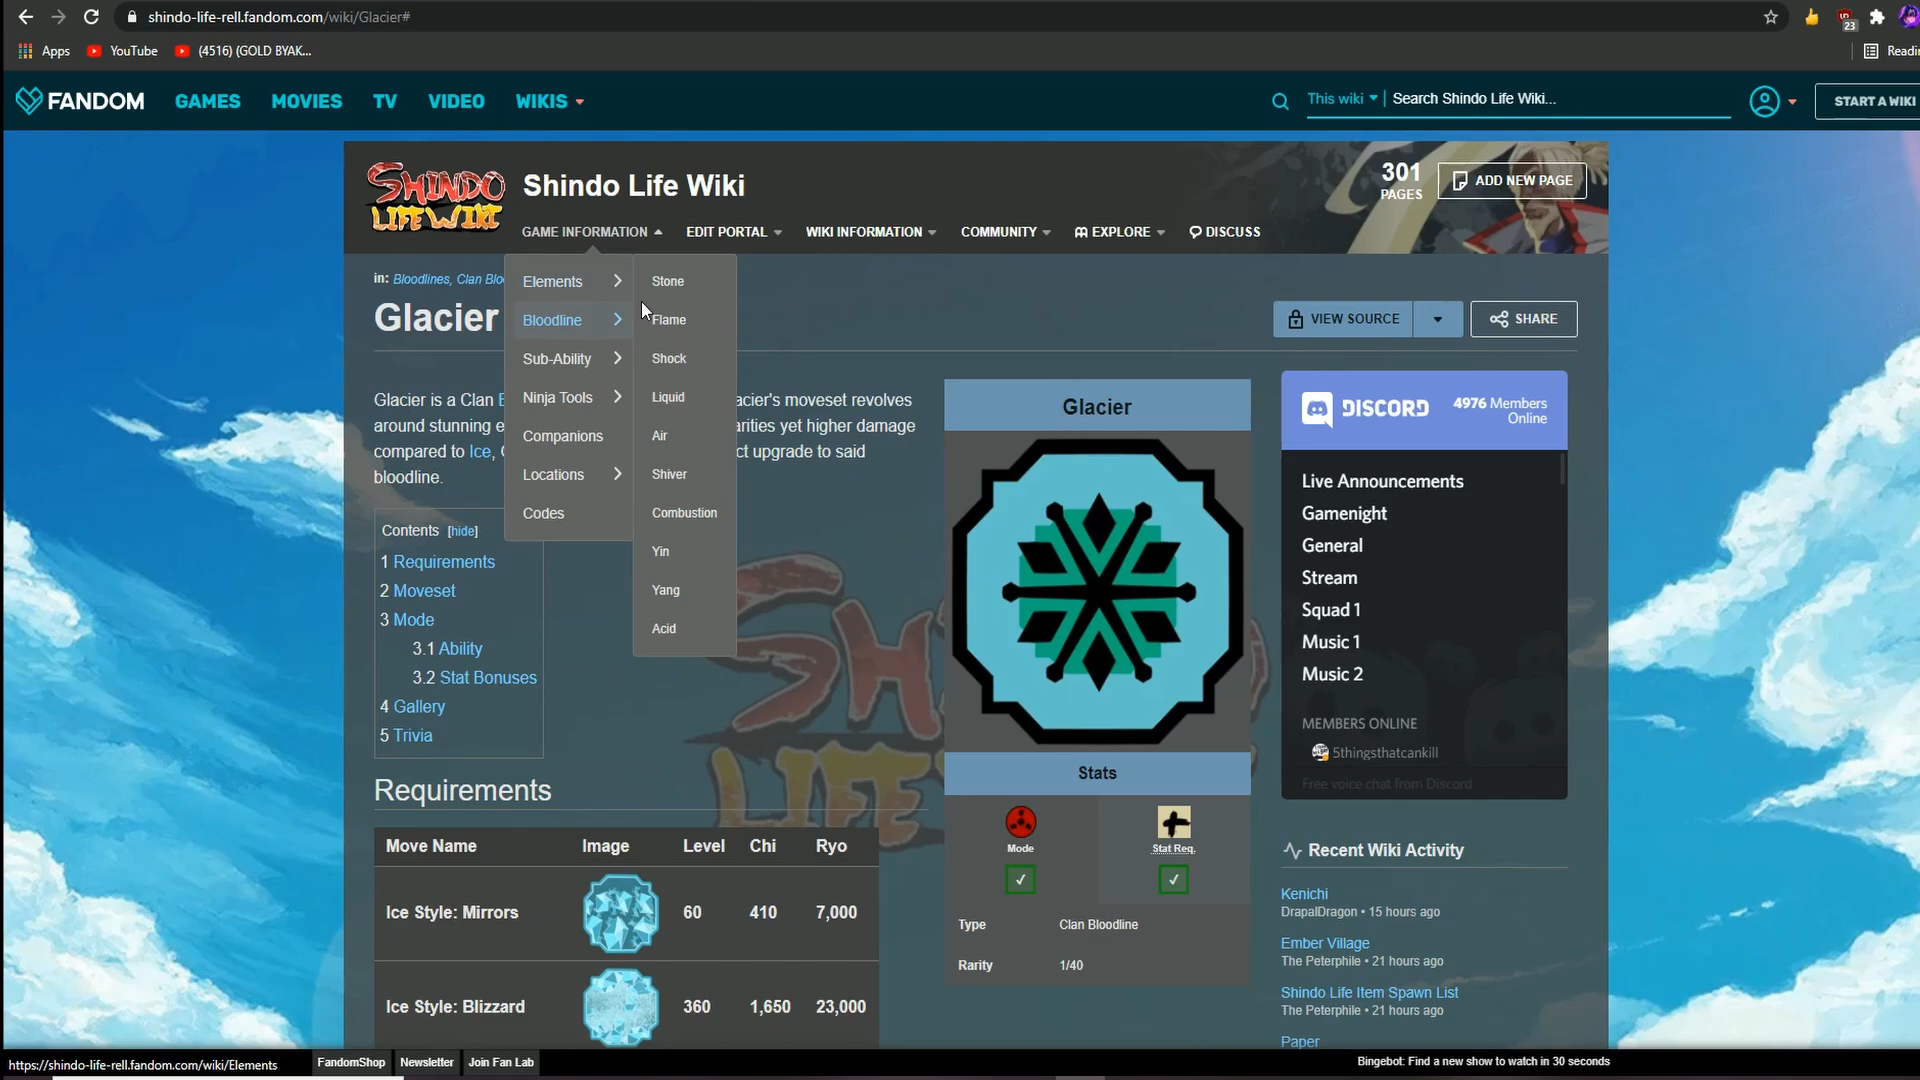 shindo-life-rell.fandom.com/wiki/Glacier#
23
Apps
YouTube
(4516) (GOLD BYAK...
Readin
FANDOM
GAMES
MOVIES
TV
VIDEO
WIKIS
This wiki
Search Shindo Life Wiki...
START A WIKI
SHINDO
LIFE WIKI
Shindo Life Wiki
301
PAGES
ADD NEW PAGE
GAME INFORMATION
EDIT PORTAL
WIKI INFORMATION
COMMUNITY
EXPLORE
DISCUSS
in: Bloodlines, Clan Bloo
Glacier
VIEW SOURCE
SHARE
Elements
Bloodline
Sub-Ability
Ninja Tools
Companions
Locations
Codes
Stone
Flame
Shock
Liquid
Air
Shiver
Combustion
Yin
Yang
Acid
Glacier is a Clan B acier's moveset revolves
around stunning e arities yet higher damage
compared to Ice, G ct upgrade to said
bloodline.
Contents [hide]
1 Requirements
2 Moveset
3 Mode
3.1 Ability
3.2 Stat Bonuses
4 Gallery
5 Trivia
Requirements
Move Name Image Level Chi Ryo
Ice Style: Mirrors 60 410 7,000
Ice Style: Blizzard 360 1,650 23,000
Glacier
Stats
Mode
Stat Req.
Type Clan Bloodline
Rarity 1/40
DISCORD
4976 Members
Online
Live Announcements
Gamenight
General
Stream
Squad 1
Music 1
Music 2
MEMBERS ONLINE
5thingsthatcankill
Free voice chat from Discord
Recent Wiki Activity
Kenichi
DrapalDragon • 15 hours ago
Ember Village
The Peterphile • 21 hours ago
Shindo Life Item Spawn List
The Peterphile • 21 hours ago
Paper
https://shindo-life-rell.fandom.com/wiki/Elements
FandomShop
Newsletter
Join Fan Lab
Bingebot: Find a new show to watch in 30 seconds